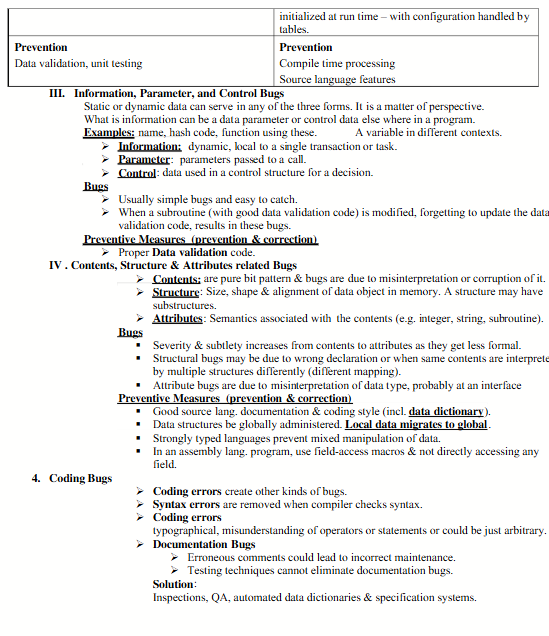 initialized at run time – with configuration handled by
tables.
Prevention
Data validation, unit testing
Prevention
Compile time processing
Source language features
III. Information, Parameter, and Control Bugs
Static or dynamic data can serve in any of the three forms. It is a matter of perspective.
What is information can be a data parameter or control data else where in a program.
Examples: name, hash code, function using these. A variable in different contexts.
➢ Information: dynamic, local to a single transaction or task.
➢ Parameter: parameters passed to a call.
➢ Control: data used in a control structure for a decision.
Bugs
➢ Usually simple bugs and easy to catch.
➢ When a subroutine (with good data validation code) is modified, forgetting to update the data
validation code, results in these bugs.
Preventive Measures (prevention & correction)
➢ Proper Data validation code.
IV . Contents, Structure & Attributes related Bugs
➢ Contents: are pure bit pattern & bugs are due to misinterpretation or corruption of it.
➢ Structure: Size, shape & alignment of data object in memory. A structure may have
substructures.
➢ Attributes: Semantics associated with the contents (e.g. integer, string, subroutine).
Bugs
▪ Severity & subtlety increases from contents to attributes as they get less formal.
▪ Structural bugs may be due to wrong declaration or when same contents are interprete
by multiple structures differently (different mapping).
▪ Attribute bugs are due to misinterpretation of data type, probably at an interface
Preventive Measures (prevention & correction)
▪ Good source lang. documentation & coding style (incl. data dictionary).
▪ Data structures be globally administered. Local data migrates to global.
▪ Strongly typed languages prevent mixed manipulation of data.
▪ In an assembly lang. program, use field-access macros & not directly accessing any
field.
4. Coding Bugs
➢ Coding errors create other kinds of bugs.
➢ Syntax errors are removed when compiler checks syntax.
➢ Coding errors
typographical, misunderstanding of operators or statements or could be just arbitrary.
➢ Documentation Bugs
➢ Erroneous comments could lead to incorrect maintenance.
➢ Testing techniques cannot eliminate documentation bugs.
Solution:
Inspections, QA, automated data dictionaries & specification systems.